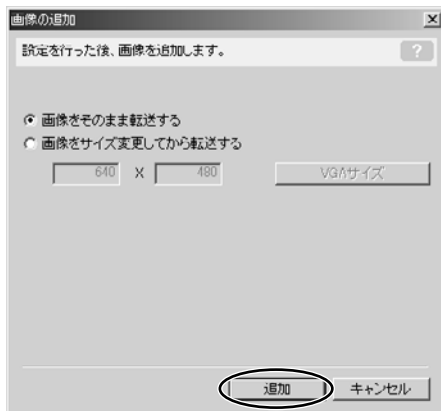 画像の追加
設定を行った後、画像を追加します。
?
画像をそのまま転送する
画像をサイズ変更してから転送する
640 X 480 VGAサイズ
追加 キャンセル